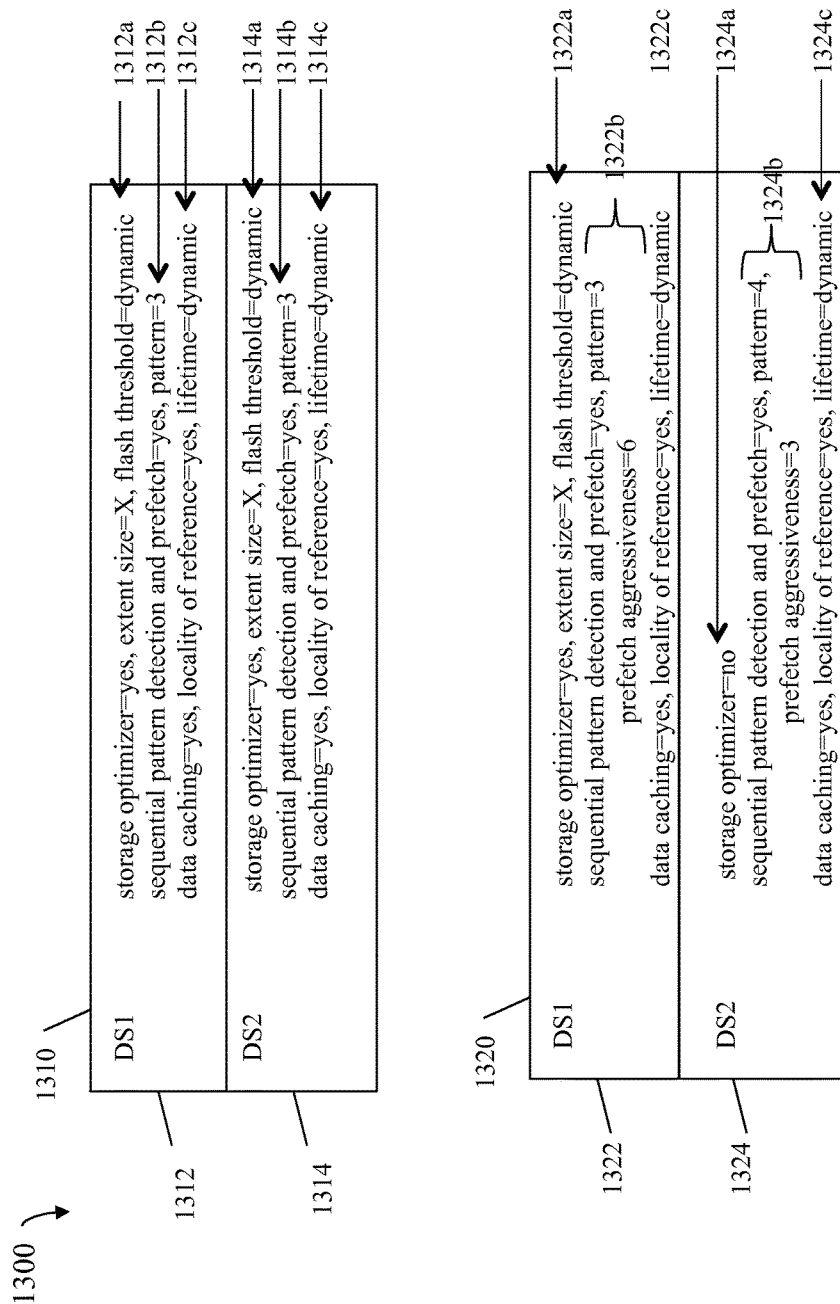 1300
1310
1312
DS1
storage optimizer=yes, extent size=X, flash threshold=dynamic
1312a
sequential pattern detection and prefetch=yes, pattern=3
1312b
data caching=yes, locality of reference=yes, lifetime=dynamic
1312c
1314
DS2
storage optimizer=yes, extent size=X, flash threshold=dynamic
1314a
sequential pattern detection and prefetch=yes, pattern=3
1314b
data caching=yes, locality of reference=yes, lifetime=dynamic
1314c
1320
1322
DS1
storage optimizer=yes, extent size=X, flash threshold=dynamic
1322a
sequential pattern detection and prefetch=yes, pattern=3
prefetch aggressiveness=6
1322b
data caching=yes, locality of reference=yes, lifetime=dynamic
1322c
1324
DS2
storage optimizer=no
1324a
sequential pattern detection and prefetch=yes, pattern=4,
prefetch aggressiveness=3
1324b
data caching=yes, locality of reference=yes, lifetime=dynamic
1324c